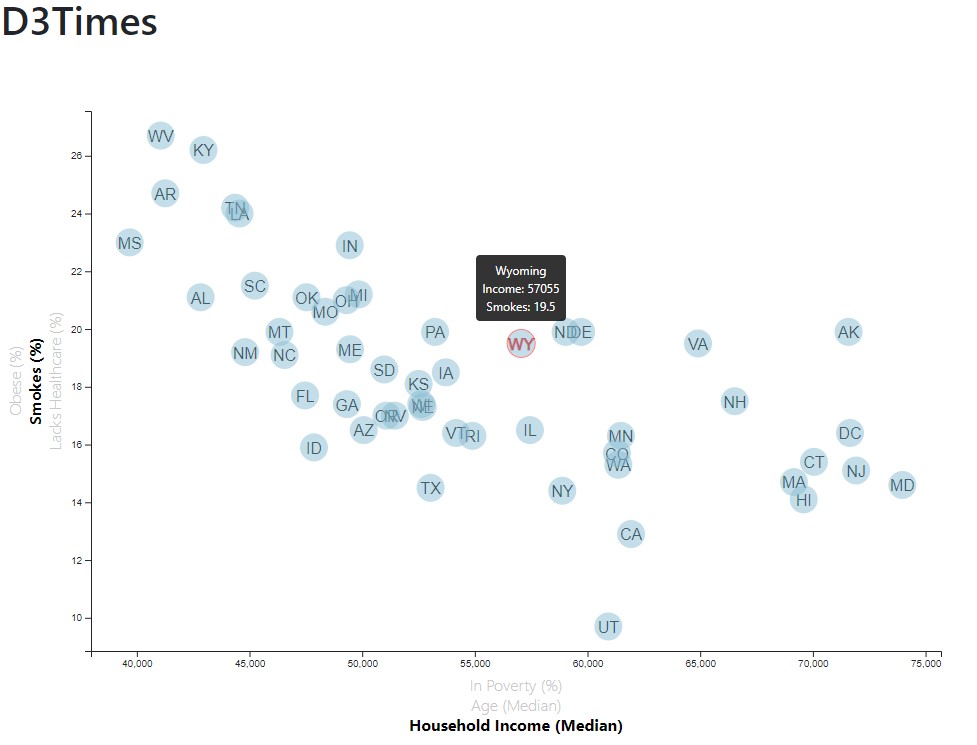 D3Times
WV
KY
AR
TN
LA
MS
IN
SC
AL
OK
OH
MI
MO
MT
PA
NM
NC
ME
SD
KS
IA
FL
GA
NE
OR
NV
AZ
VT
RI
IL
ID
TX
NY
MN
CO
WA
CA
UT
WY
ND
DE
VA
AK
NH
DC
CT
NJ
MA
HI
MD
Wyoming
Income: 57055
Smokes: 19.5
26
24
22
20
18
16
14
12
10
Obese (%)
Smokes (%)
Lacks Healthcare (%)
40,000
45,000
50,000
55,000
60,000
65,000
70,000
75,000
In Poverty (%)
Age (Median)
Household Income (Median)